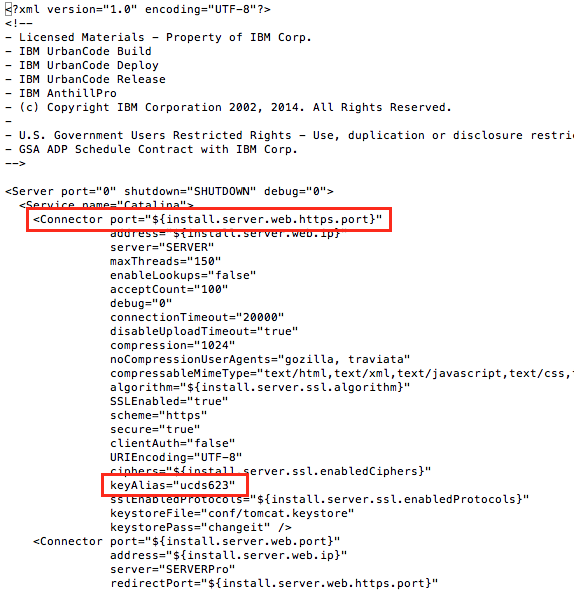 <?xml version="1.0" encoding="UTF-8"?>
<!--
- Licensed Materials - Property of IBM Corp.
- IBM UrbanCode Build
- IBM UrbanCode Deploy
- IBM UrbanCode Release
- IBM AnthillPro
- (c) Copyright IBM Corporation 2002, 2014. All Rights Reserved.
-
- U.S. Government Users Restricted Rights - Use, duplication or disclosure restri
- GSA ADP Schedule Contract with IBM Corp.
-->
<Server port="0" shutdown="SHUTDOWN" debug="0">
<Service name="Catalina">
<Connector port="${install.server.web.https.port}"
address="${install.server.web.ip}
server="SERVER"
maxThreads="150"
enableLookups="false"
acceptCount="100"
debug="0"
connectionTimeout="20000"
disableUploadTimeout="true"
compression="1024"
noCompressionUserAgents="gozilla, traviata"
compressableMimeType="text/html,text/xml,text/javascript,text/css,
algorithm="${install.server.ssl.algorithm}"
SSLEnabled="true"
scheme="https"
secure="true"
clientAuth="false"
URIEncoding="UTF-8"
ciphers="${install.server.ssl.enabledCiphers}"
keyAlias="ucds623"
sslEnabledProtocols="${install.server.ssl.enabledProtocols}"
keystoreFile="conf/tomcat.keystore"
keystorePass="changeit" />
<Connector port="${install.server.web.port}"
address="${install.server.web.ip}"
server="SERVERPro"
redirectPort="${install.server.web.https.port}"